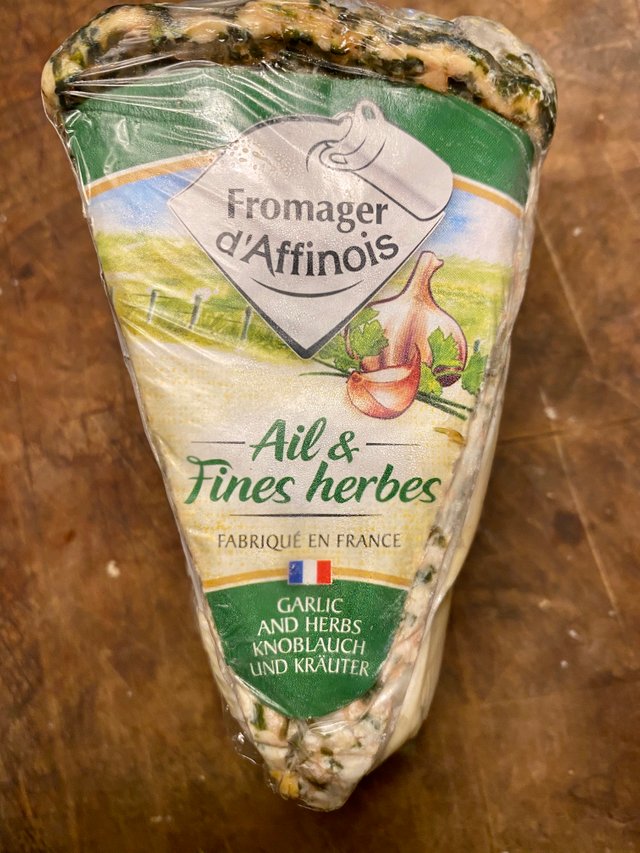 Fromager
d'Affinois
Ail &
Fines herbes
FABRIQUÉ EN FRANCE
GARLIC
AND HERBS
KNOBLAUCH
UND KRÄUTER